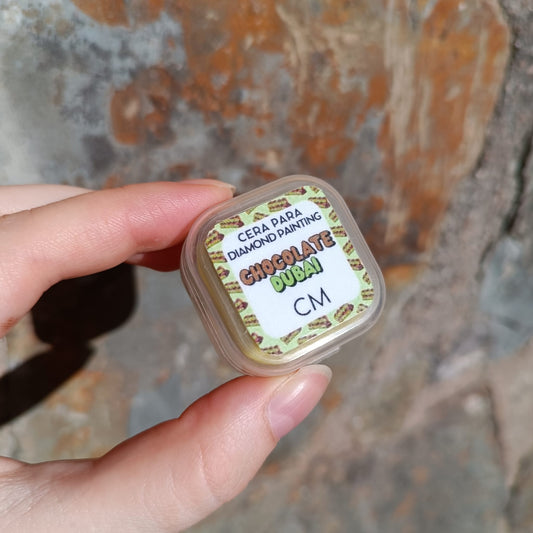 CERA PARA
DIAMOND PAINTING
CHOCOLATE
DUBAI
CM